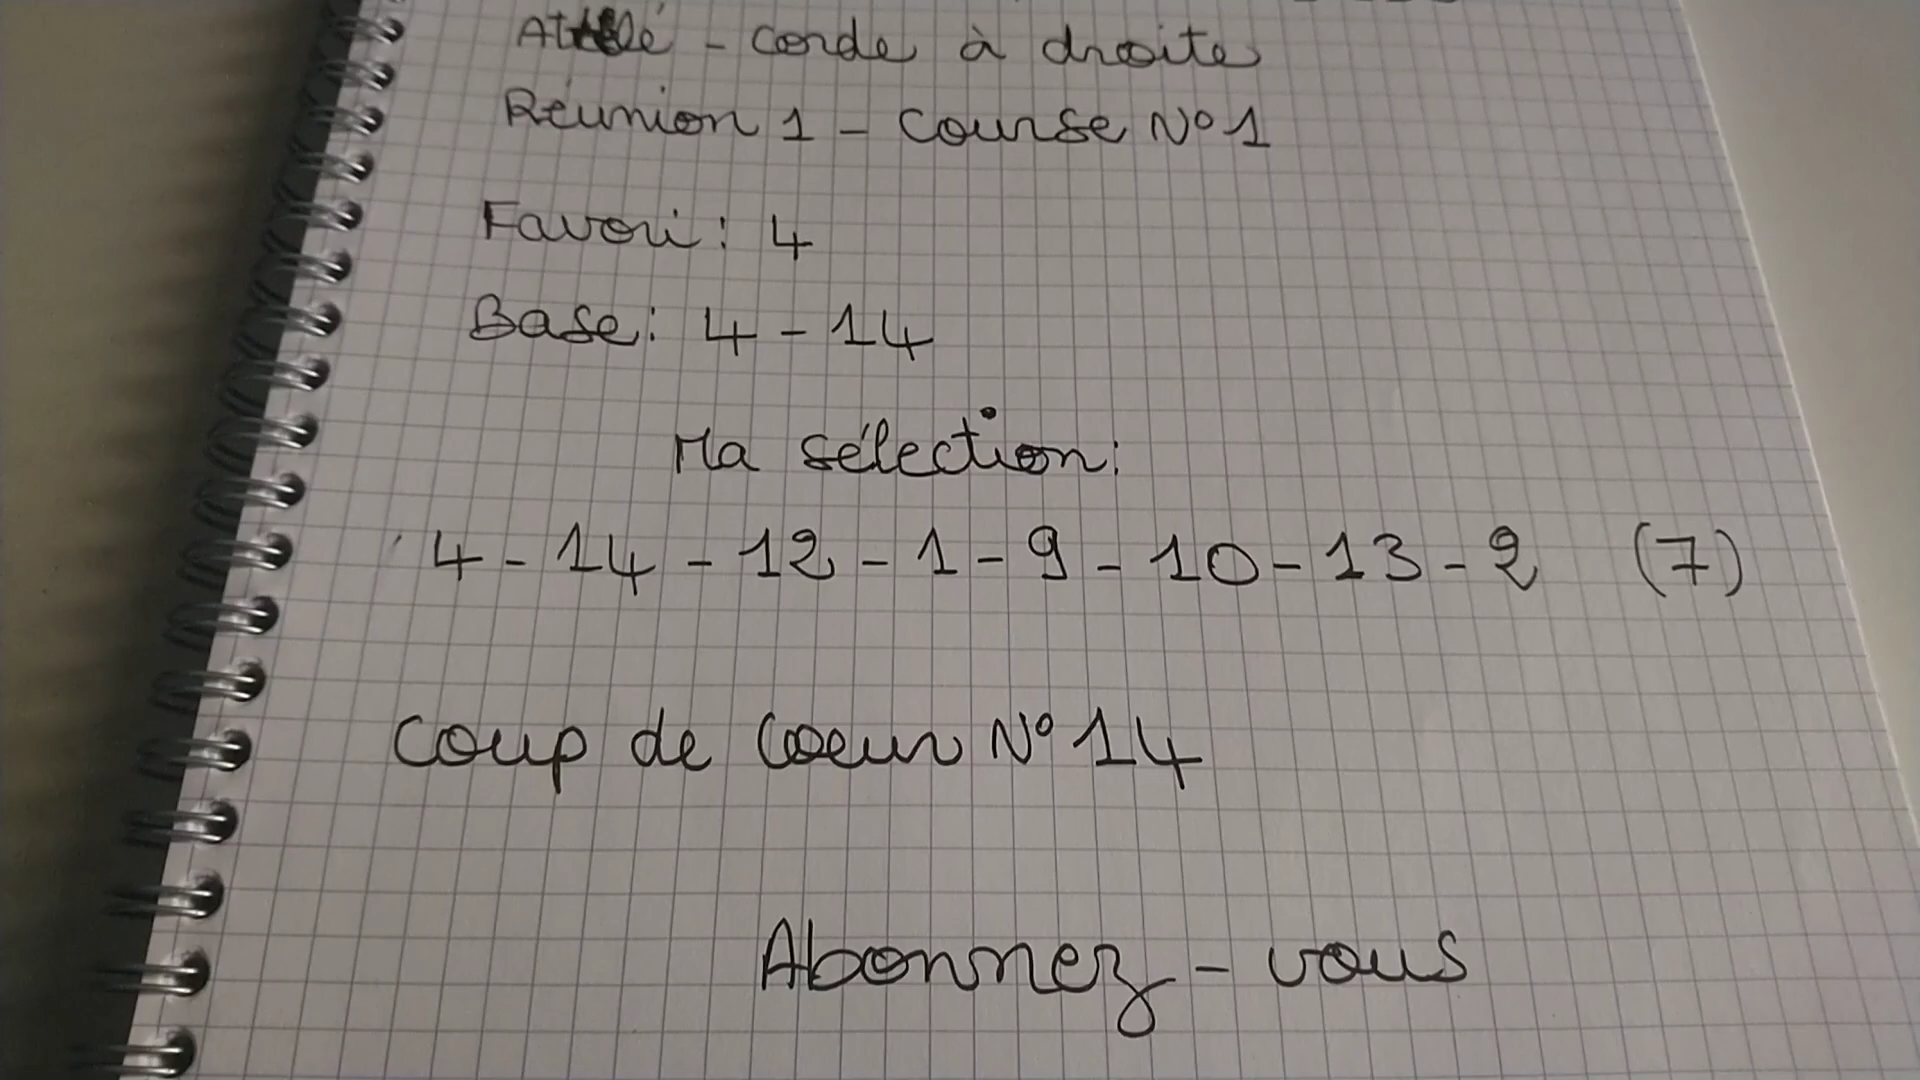 Attelé - corde à droite
Réunion 1 - Course N°1
Favori : 4
Base : 4 - 14
Ma sélection :
4 - 14 - 12 - 1 - 9 - 10 - 13 - 2 (7)
Coup de coeur N°14
Abonnez-vous